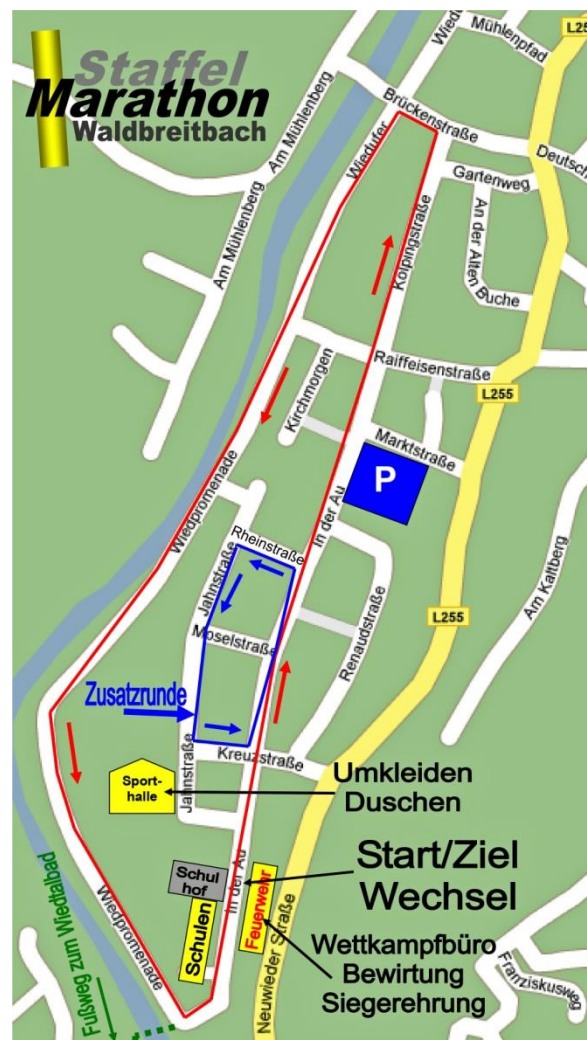 Staffel
Marathon
Waldbreitbach
L255
Mühlenpfad
Am Mühlenberg
Am Mühlenberg
Am Mühlenberg
Brückenstraße
Wiedufer
Gartenweg
Kolpingstraße
An der Alten
Buche
Raiffeisenstraße
Kirchmorgen
L255
Marktstraße
P
Wiedpromenade
In der Au
Rheinstraße
Jahnstraße
Am Kaltberg
L255
Moselstraße
Renaudstraße
Zusatzrunde
Kreuzstraße
Sport-
halle
Jahnstraße
Umkleiden
Duschen
Start/Ziel
Wechsel
Schul
hof
In der Au
Feuerwehr
Schulen
Fußweg zum Wiedtalbad
Wiedpromenade
Neuwieder Straße
Wettkampfbüro
Bewirtung
Siegerehrung
Franziskusweg